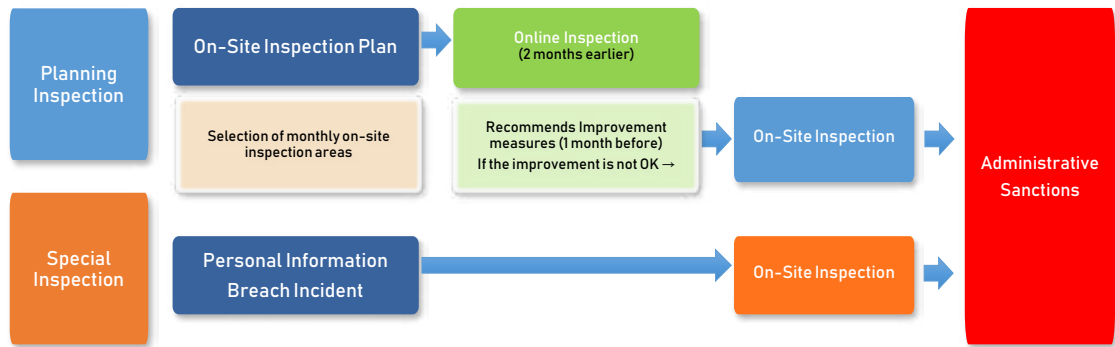 Planning
Inspection
On-Site Inspection Plan
Online Inspection
(2 months earlier)
Selection of monthly on-site
inspection areas
Recommends Improvement
measures (1 month before)
If the improvement is not OK →
On-Site Inspection
Administrative
Sanctions
Special
Inspection
Personal Information
Breach Incident
On-Site Inspection